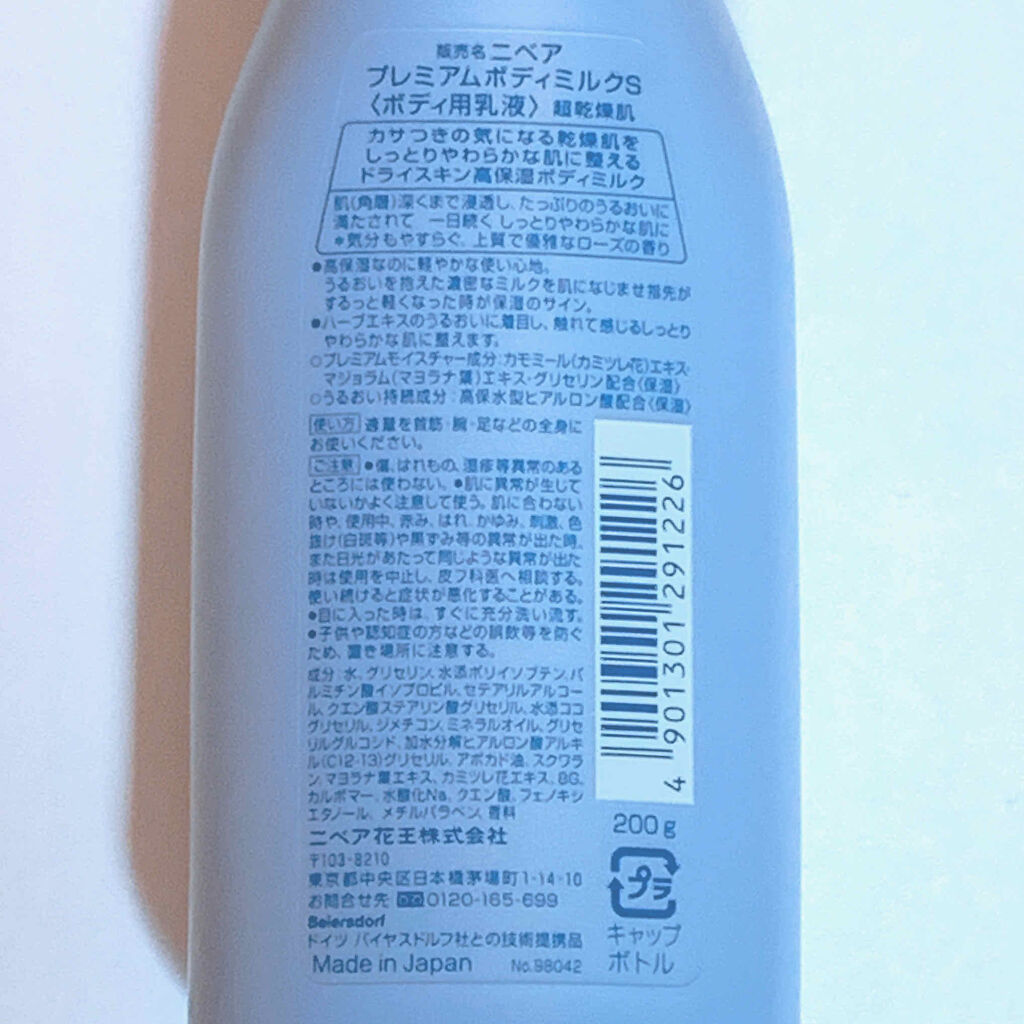 販売名 ニベア
プレミアムボディミルクS
〈ボディ用乳液〉 超乾燥肌
カサつきの気になる乾燥肌を
しっとりやわらかな肌に整える
ドライスキン高保湿ボディミルク
肌(角層)深くまで浸透し、たっぷりのうるおいに
満たされて 一日続く しっとりやわらかな肌に
*気分もやすらぐ、上質で優雅なローズの香り
●高保湿なのに軽やかな使い心地。
うるおいを抱えた濃密なミルクを肌になじませ指先が
するっと軽くなった時が保湿のサイン。
●ハーブエキスのうるおいに着目し、触れて感じるしっとり
やわらかな肌に整えます。
○プレミアムモイスチャー成分:カモミール(カミツレ花)エキス・
マジョラム(マヨラナ葉)エキス・グリセリン配合〈保湿〉
○うるおい持続成分:高保水型ヒアルロン酸配合〈保湿〉
使い方 適量を首筋・腕・足などの全身に
お使いください。
ご注意 ●傷、はれもの、湿疹等異常のある
ところには使わない。●肌に異常が生じて
いないかよく注意して使う。肌に合わない
時や、使用中、赤み、はれ、かゆみ、刺激、色
抜け(白斑等)や黒ずみ等の異常が出た時、
また日光があたって同じような異常が出た
時は使用を中止し、皮フ科医へ相談する。
使い続けると症状が悪化することがある。
●目に入った時は、すぐに充分洗い流す。
●子供や認知症の方などの誤飲等を防ぐ
ため、置き場所に注意する。
成分:水、グリセリン、水添ポリイソブテン、パ
ルミチン酸イソプロピル、セテアリルアルコー
ル、クエン酸ステアリン酸グリセリル、水添ココ
グリセリル、ジメチコン、ミネラルオイル、グリセ
リルグルコシド、加水分解ヒアルロン酸アルキ
ル(C12-13)グリセリル、アボカド油、スクワラ
ン、マヨラナ葉エキス、カミツレ花エキス、BG、
カルボマー、水酸化Na、クエン酸、フェノキシ
エタノール、メチルパラベン、香料
ニベア花王株式会社
〒103-8210
東京都中央区日本橋茅場町1-14-10
お問合せ先 0120-165-699
Beiersdorf
ドイツ バイヤスドルフ社との技術提携品
Made in Japan No.98042
4 901301 291226
200g
プラ
キャップ
ボトル